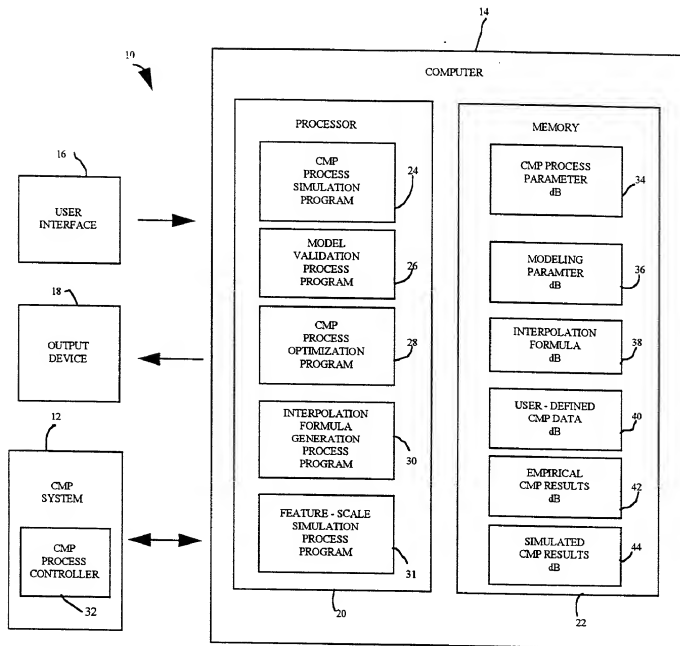 10
14
COMPUTER
16
USER
INTERFACE
18
OUTPUT
DEVICE
12
CMP
SYSTEM
CMP
PROCESS
CONTROLLER
32
PROCESSOR
CMP
PROCESS
SIMULATION
PROGRAM
24
MODEL
VALIDATION
PROCESS
PROGRAM
26
CMP
PROCESS
OPTIMIZATION
PROGRAM
28
INTERPOLATION
FORMULA
GENERATION
PROCESS
PROGRAM
30
FEATURE - SCALE
SIMULATION
PROCESS
PROGRAM
31
20
MEMORY
CMP PROCESS
PARAMETER
dB
34
MODELING
PARAMTER
dB
36
INTERPOLATION
FORMULA
dB
38
USER - DEFINED
CMP DATA
dB
40
EMPIRICAL
CMP RESULTS
dB
42
SIMULATED
CMP RESULTS
dB
44
22